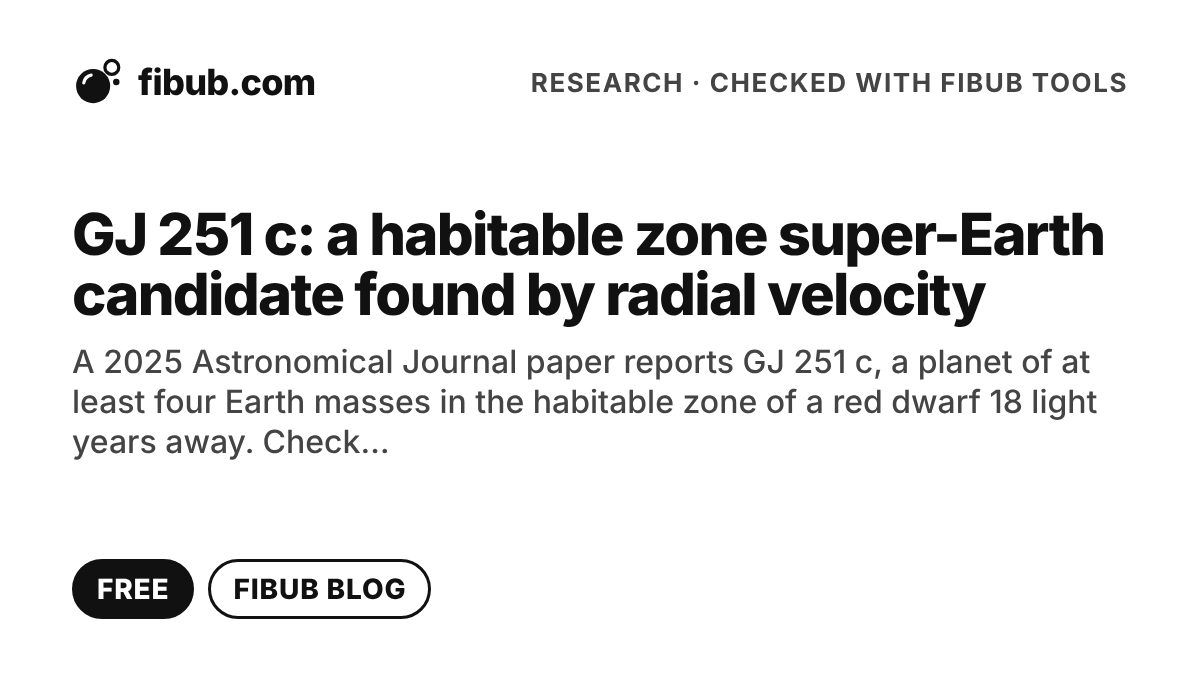 fibub.com
RESEARCH · CHECKED WITH FIBUB TOOLS
GJ 251 c: a habitable zone super-Earth
candidate found by radial velocity
A 2025 Astronomical Journal paper reports GJ 251 c, a planet of at
least four Earth masses in the habitable zone of a red dwarf 18 light
years away. Check...
FREE
FIBUB BLOG